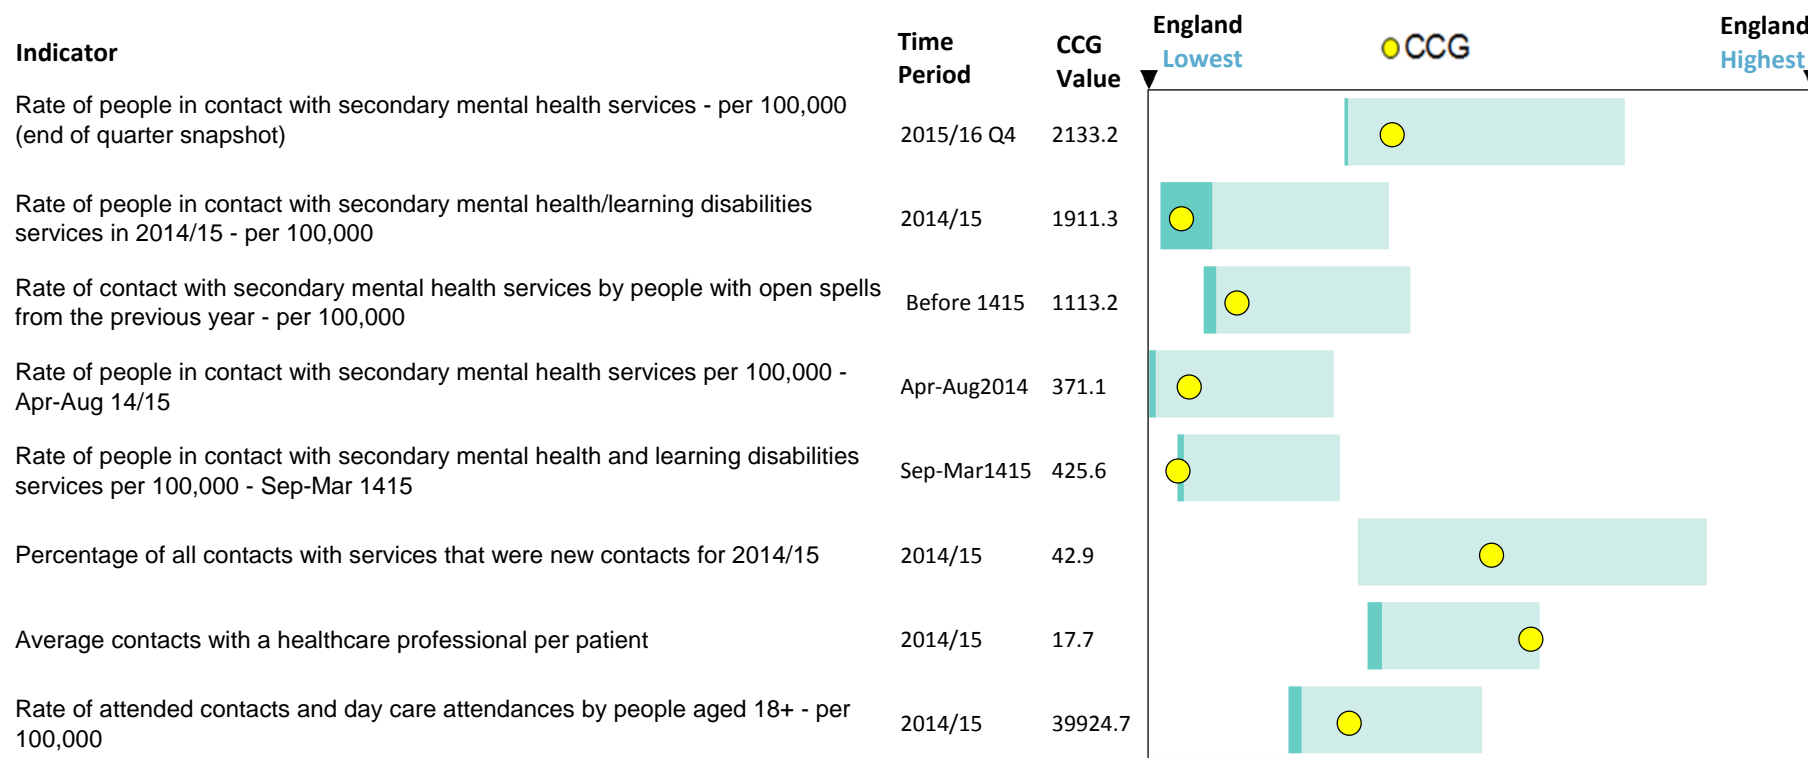 Indicator
Time
Period
CCG
Value
England
Lowest
CCG
England
Highest
Rate of people in contact with secondary mental health services - per 100,000
(end of quarter snapshot)
2015/16 Q4
2133.2
Rate of people in contact with secondary mental health/learning disabilities
services in 2014/15 - per 100,000
2014/15
1911.3
Rate of contact with secondary mental health services by people with open spells
from the previous year - per 100,000
Before 1415
1113.2
Rate of people in contact with secondary mental health services per 100,000 -
Apr-Aug 14/15
Apr-Aug2014
371.1
Rate of people in contact with secondary mental health and learning disabilities
services per 100,000 - Sep-Mar 1415
Sep-Mar1415
425.6
Percentage of all contacts with services that were new contacts for 2014/15
2014/15
42.9
Average contacts with a healthcare professional per patient
2014/15
17.7
Rate of attended contacts and day care attendances by people aged 18+ - per
100,000
2014/15
39924.7